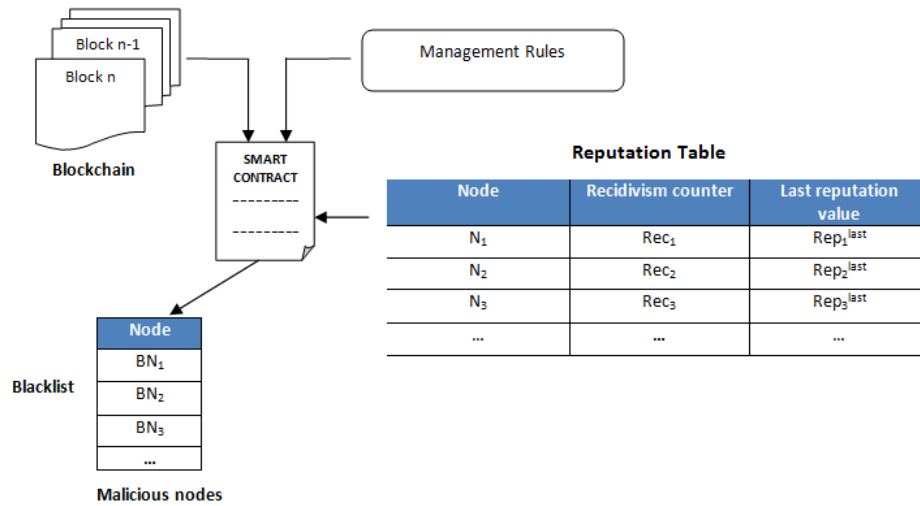 Block n-1
Block n
Blockchain
Management Rules
SMART
CONTRACT
Reputation Table
Node Recidivism counter Last reputation
value
N₁ Rec₁ Rep₁ˡᵃˢᵗ
N₂ Rec₂ Rep₂ˡᵃˢᵗ
N₃ Rec₃ Rep₃ˡᵃˢᵗ
... ... ...
Blacklist
Node
BN₁
BN₂
BN₃
...
Malicious nodes